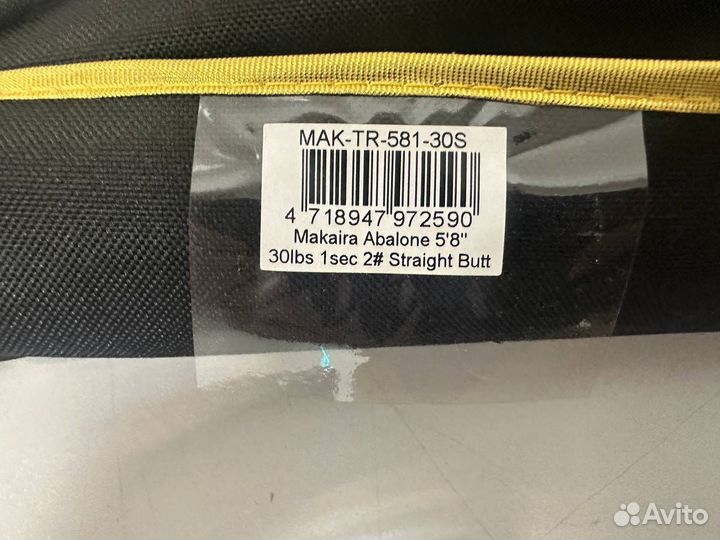 MAK-TR-581-30S
4 718947 972590
Makaira Abalone 5'8"
30lbs 1sec 2# Straight Butt
Avito